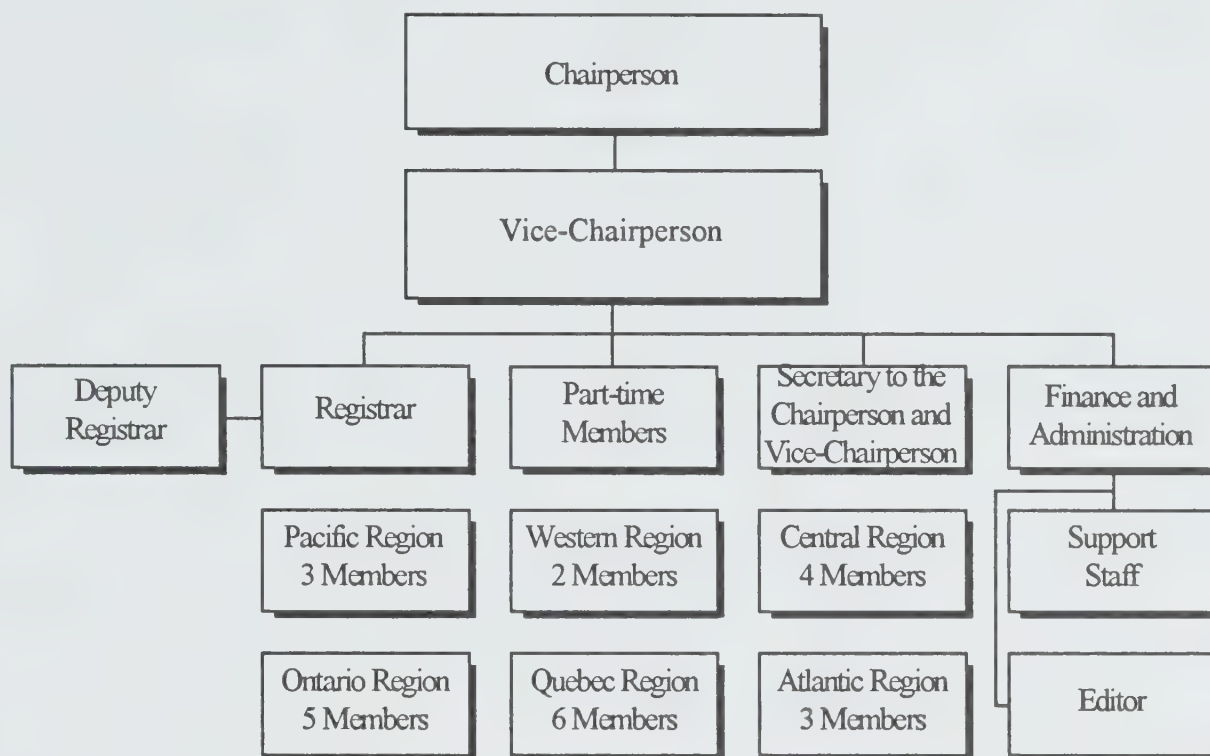 Chairperson
Vice-Chairperson
Deputy
Registrar
Registrar
Part-time
Members
Secretary to the
Chairperson and
Vice-Chairperson
Finance and
Administration
Pacific Region
3 Members
Western Region
2 Members
Central Region
4 Members
Support
Staff
Ontario Region
5 Members
Quebec Region
6 Members
Atlantic Region
3 Members
Editor